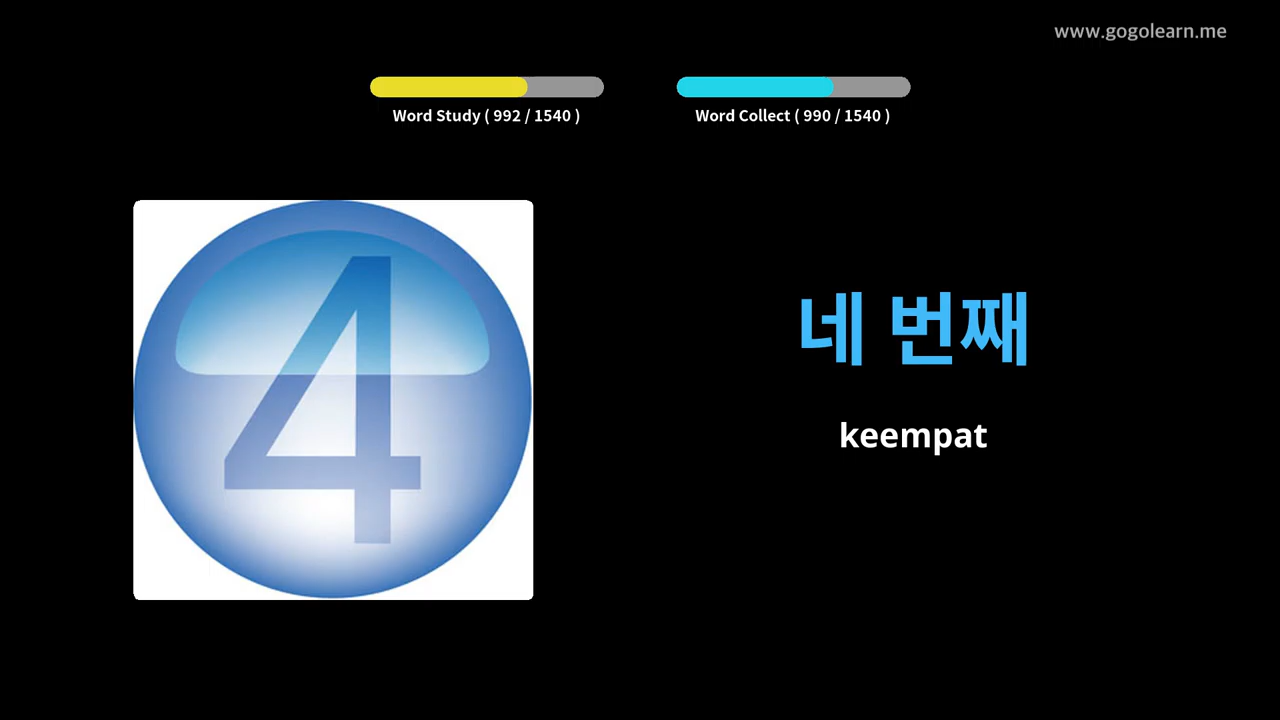 www.gogolearn.me
Word Study ( 992 / 1540 )
Word Collect ( 990 / 1540 )
4
네 번째
keempat